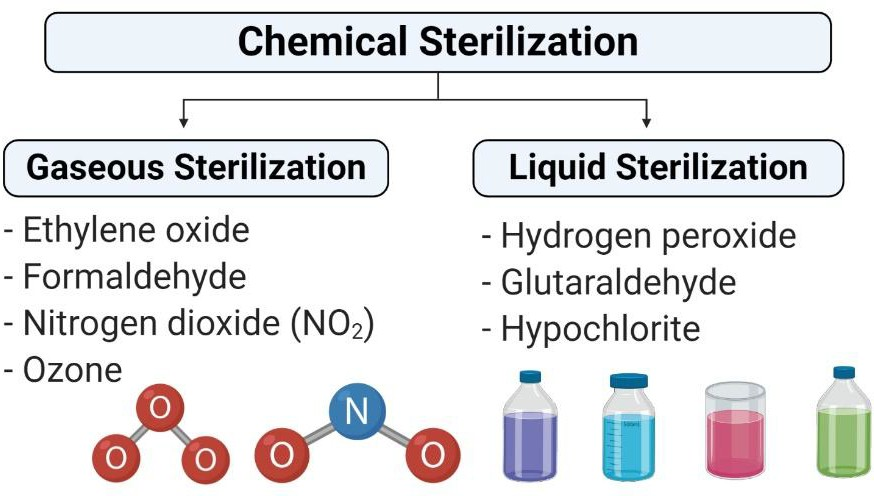 Chemical Sterilization
Gaseous Sterilization
- Ethylene oxide
- Formaldehyde
- Nitrogen dioxide (NO₂)
- Ozone
O
O
O
N
O
O
Liquid Sterilization
- Hydrogen peroxide
- Glutaraldehyde
- Hypochlorite